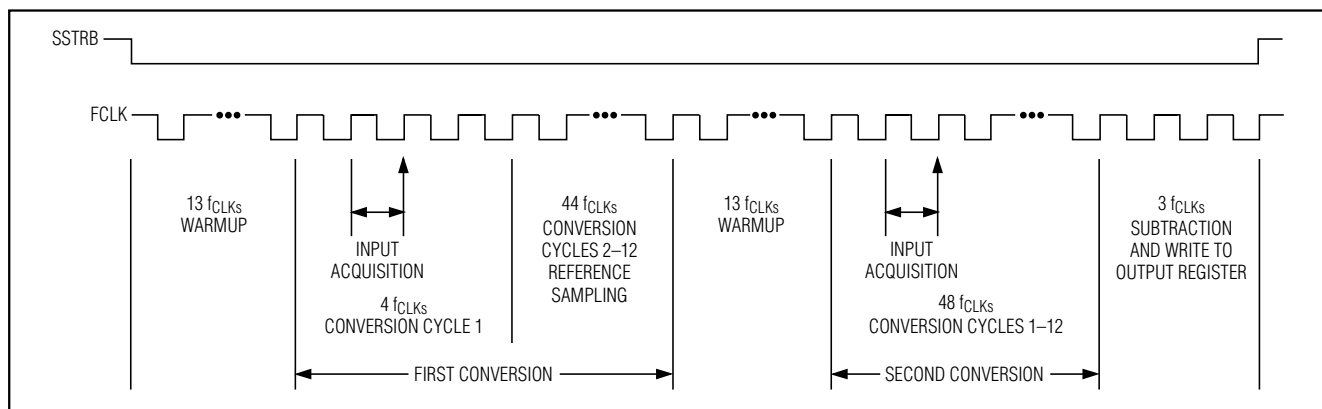 SSTRB
FCLK
13 fCLKs
WARMUP
INPUT
ACQUISITION
4 fCLKs
CONVERSION CYCLE 1
44 fCLKs
CONVERSION
CYCLES 2–12
REFERENCE
SAMPLING
13 fCLKs
WARMUP
INPUT
ACQUISITION
48 fCLKs
CONVERSION CYCLES 1–12
3 fCLKs
SUBTRACTION
AND WRITE TO
OUTPUT REGISTER
FIRST CONVERSION
SECOND CONVERSION